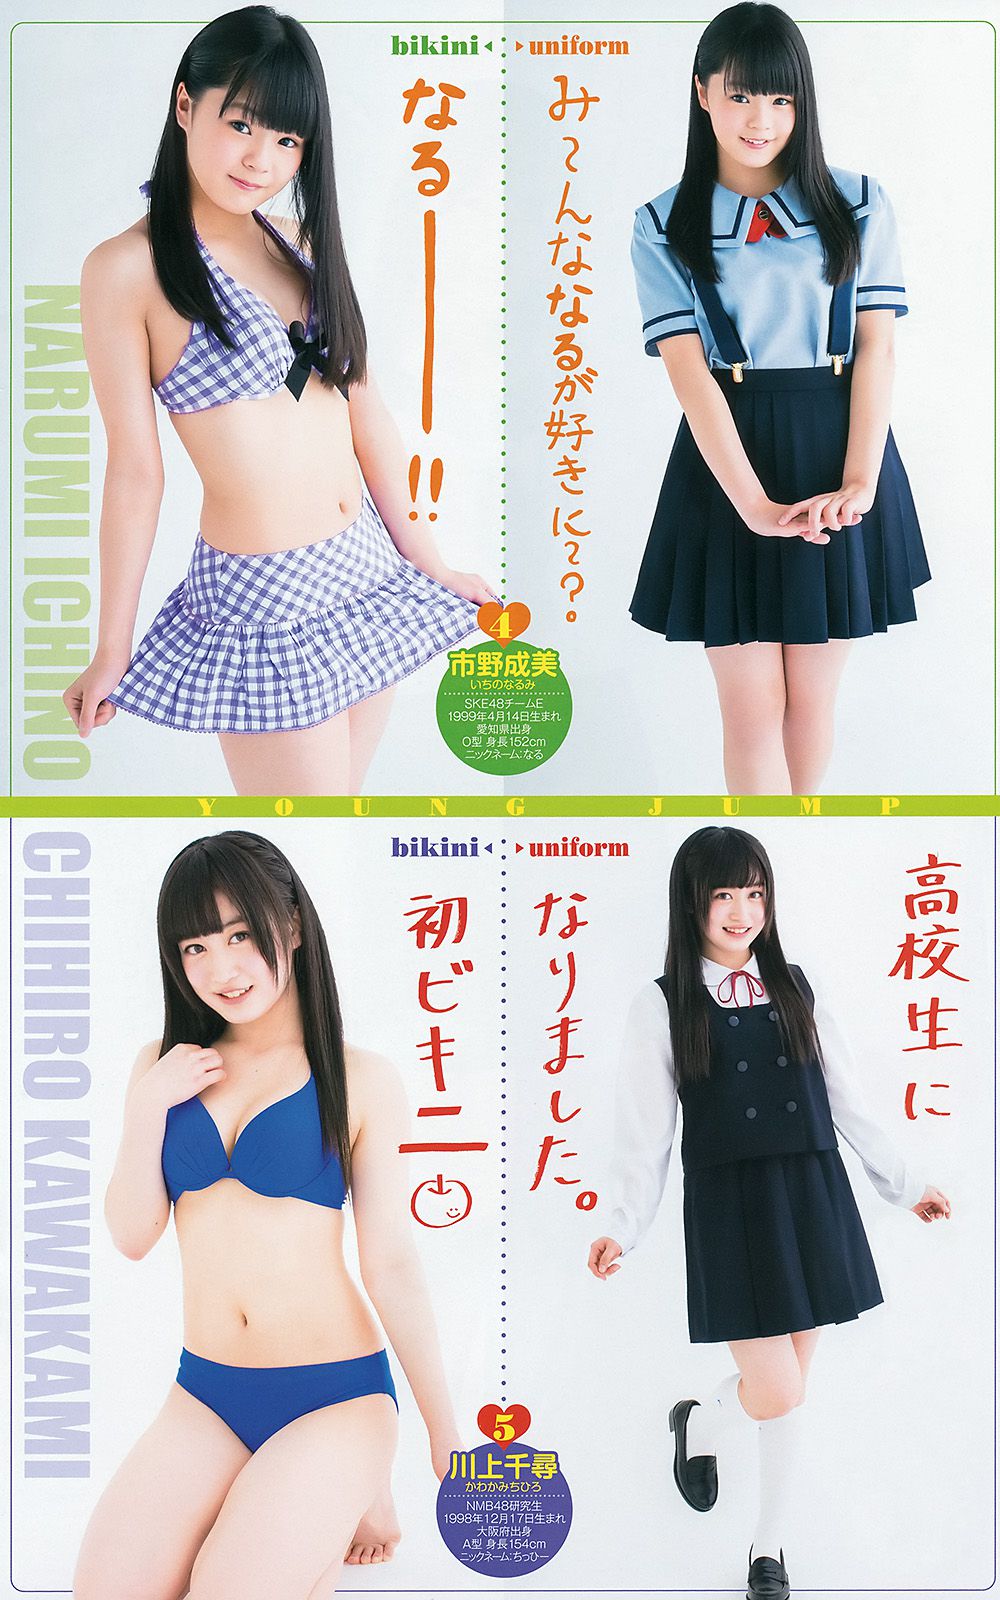 bikini ◀ ▶ uniform
み〜んななるが好きに〜?。
なるーーー!!
NARUMI ICHINO
4
市野成美
いちのなるみ
SKE48チームE
1999年4月14日生まれ
愛知県出身
O型 身長152cm
ニックネーム:なる
YOUNG JUMP
bikini ◀ ▶ uniform
高校生に
なりました。
初ビキニ
CHIHIRO KAWAKAMI
5
川上千尋
かわかみちひろ
NMB48研究生
1998年12月17日生まれ
大阪府出身
A型 身長154cm
ニックネーム:ちっひー